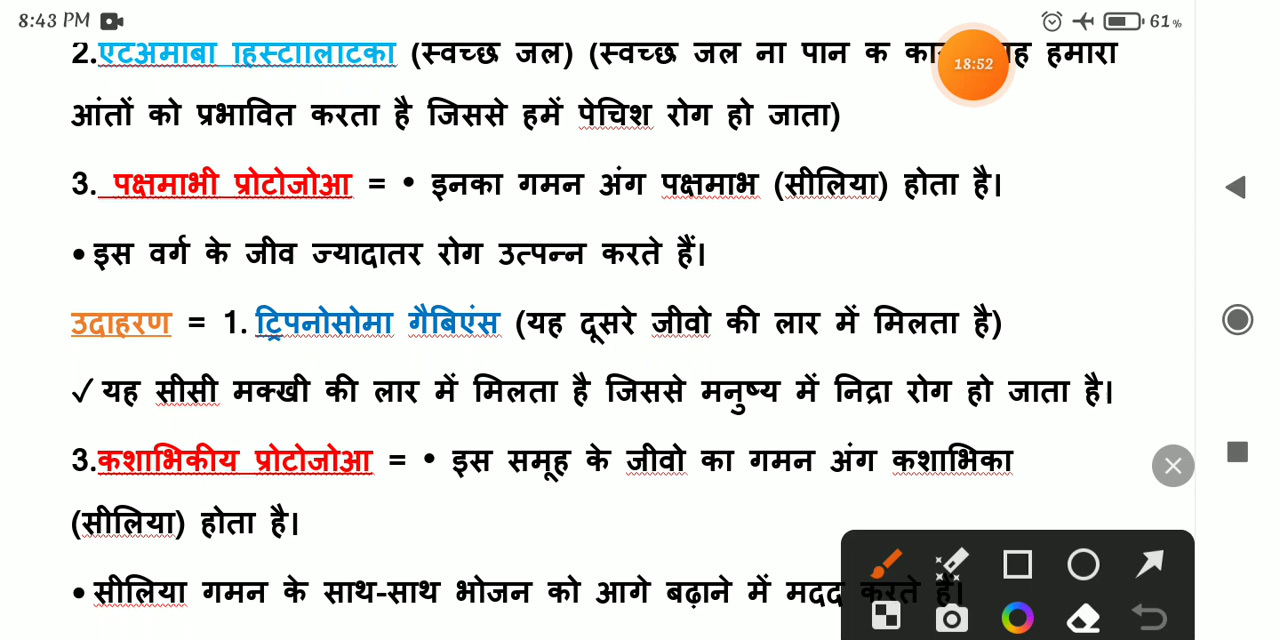 8:43 PM
61%
18:52
2.एंटअमाबा हिस्टोलिटिका (स्वच्छ जल) (स्वच्छ जल ना पीने के हमारी
आंतों को प्रभावित करता है जिससे हमें पेचिश रोग हो जाता)
3. पक्षमाभी प्रोटोजोआ = • इनका गमन अंग पक्षमाभ (सीलिया) होता है।
• इस वर्ग के जीव ज्यादातर रोग उत्पन्न करते हैं।
उदाहरण = 1. ट्रिपनोसोमा गैबिएंस (यह दूसरे जीवो की लार में मिलता है)
✓ यह सीसी मक्खी की लार में मिलता है जिससे मनुष्य में निद्रा रोग हो जाता है।
3.कशाभिकीय प्रोटोजोआ = • इस समूह के जीवो का गमन अंग कशाभिका
(सीलिया) होता है।
• सीलिया गमन के साथ-साथ भोजन को आगे बढ़ाने में मदद करते हैं।